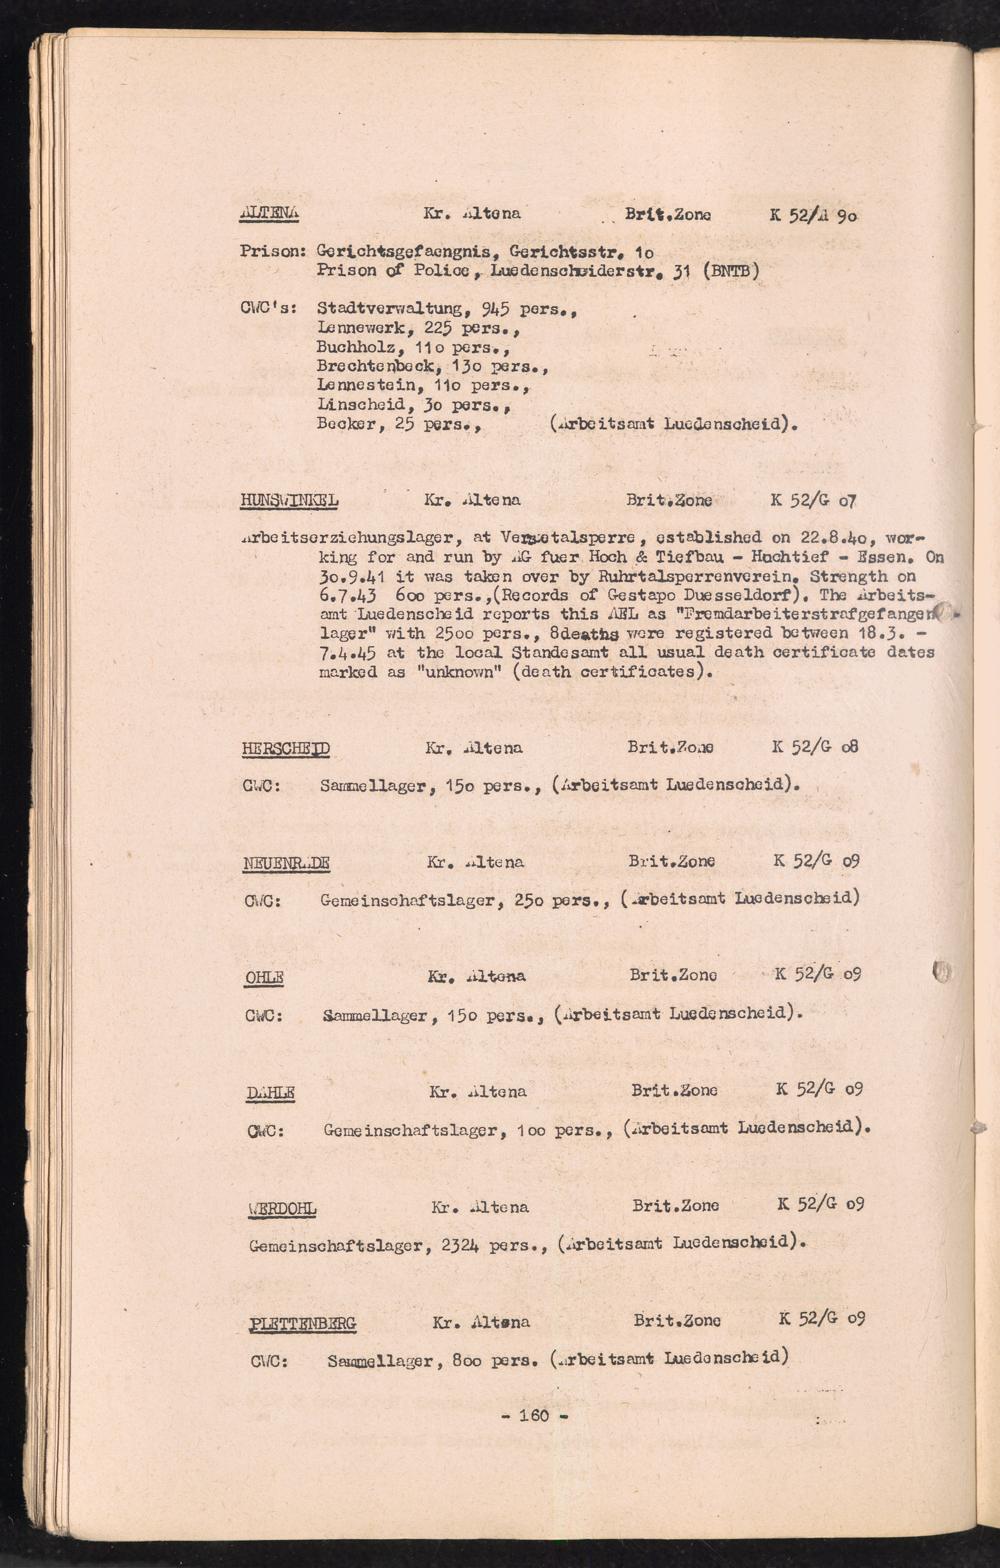 ALTENA Kr. Altena Brit.Zone K 52/A 9o
Prison: Gerichtsgefaengnis, Gerichtsstr. 1o
Prison of Police, Luedenscheiderstr. 31 (BNTB)
CWC's: Stadtverwaltung, 945 pers.,
Lennewerk, 225 pers.,
Buchholz, 11o pers.,
Brechtenbeck, 13o pers.,
Lennestein, 11o pers.,
Linscheid, 3o pers.,
Becker, 25 pers., (Arbeitsamt Luedenscheid).
HUNSWINKEL Kr. Altena Brit.Zone K 52/G o7
Arbeitserziehungslager, at Versetalsperre, established on 22.8.4o, wor-
king for and run by AG fuer Hoch & Tiefbau - Hochtief - Essen. On
3o.9.41 it was taken over by Ruhrtalsperrenverein. Strength on
6.7.43 6oo pers.,(Records of Gestapo Duesseldorf). The Arbeits-
amt Luedenscheid reports this AEL as "Fremdarbeiterstrafgefangen-
lager" with 25oo pers., 8deaths were registered between 18.3. -
7.4.45 at the local Standesamt all usual death certificate dates
marked as "unknown" (death certificates).
HERSCHEID Kr. Altena Brit.Zone K 52/G o8
CWC: Sammellager, 15o pers., (Arbeitsamt Luedenscheid).
NEUENRADE Kr. Altena Brit.Zone K 52/G o9
CWC: Gemeinschaftslager, 25o pers., (Arbeitsamt Luedenscheid)
OHLE Kr. Altena Brit.Zone K 52/G o9
CWC: Sammellager, 15o pers., (Arbeitsamt Luedenscheid).
DAHLE Kr. Altena Brit.Zone K 52/G o9
CWC: Gemeinschaftslager, 1oo pers., (Arbeitsamt Luedenscheid).
WERDOHL Kr. Altena Brit.Zone K 52/G o9
Gemeinschaftslager, 2324 pers., (Arbeitsamt Luedenscheid).
PLETTENBERG Kr. Altena Brit.Zone K 52/G o9
CWC: Sammellager, 8oo pers. (Arbeitsamt Luedenscheid)
- 160 -